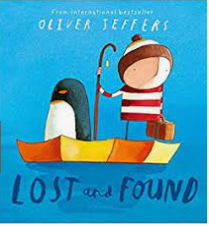 From international bestseller
OLIVER JEFFERS
LOST and FOUND